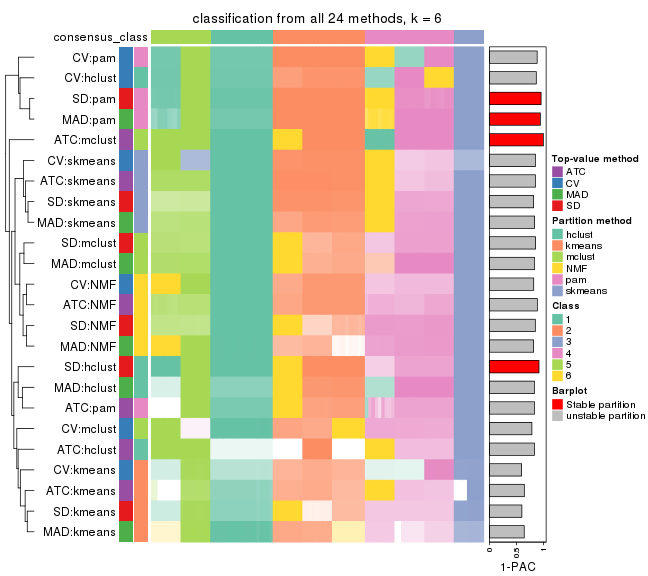 classification from all 24 methods, k = 6
consensus_class
CV:pam
CV:hclust
SD:pam
MAD:pam
ATC:mclust
CV:skmeans
ATC:skmeans
SD:skmeans
MAD:skmeans
SD:mclust
MAD:mclust
CV:NMF
ATC:NMF
SD:NMF
MAD:NMF
SD:hclust
MAD:hclust
ATC:pam
CV:mclust
ATC:hclust
CV:kmeans
ATC:kmeans
SD:kmeans
MAD:kmeans
0
0.5
1
1-PAC
Top-value method
ATC
CV
MAD
SD
Partition method
hclust
kmeans
mclust
NMF
pam
skmeans
Class
1
2
3
4
5
6
Barplot
Stable partition
unstable partition